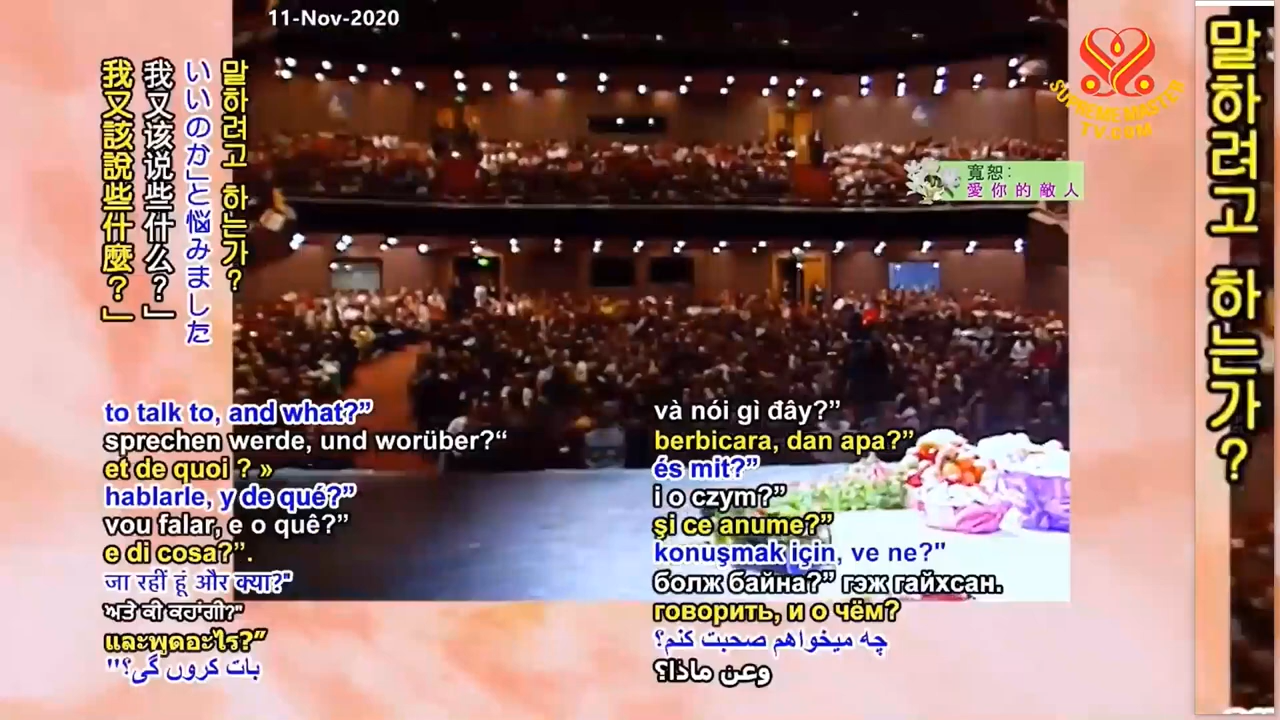 11-Nov-2020
SUPREME MASTER
TV.COM
寬恕:
愛你的敵人
말하려고 하는가?
いいのか」と悩みました
我又该说些什么？」
我又該說些什麼？」
말하려고 하는가?
to talk to, and what?”
sprechen werde, und worüber?“
et de quoi ? »
hablarle, y de qué?”
vou falar, e o quê?”
e di cosa?”.
जा रहीं हूं और क्या?"
ਅਤੇ ਕੀ ਕਹਾਂਗੀ?"
และพูดอะไร?”
بات کروں گی؟"
và nói gì đây?”
berbicara, dan apa?”
és mit?”
i o czym?”
şi ce anume?”
konuşmak için, ve ne?"
болж байна?” гэж гайхсан.
говорить, и о чём?
چه میخواهم صحبت کنم؟
وعن ماذا؟